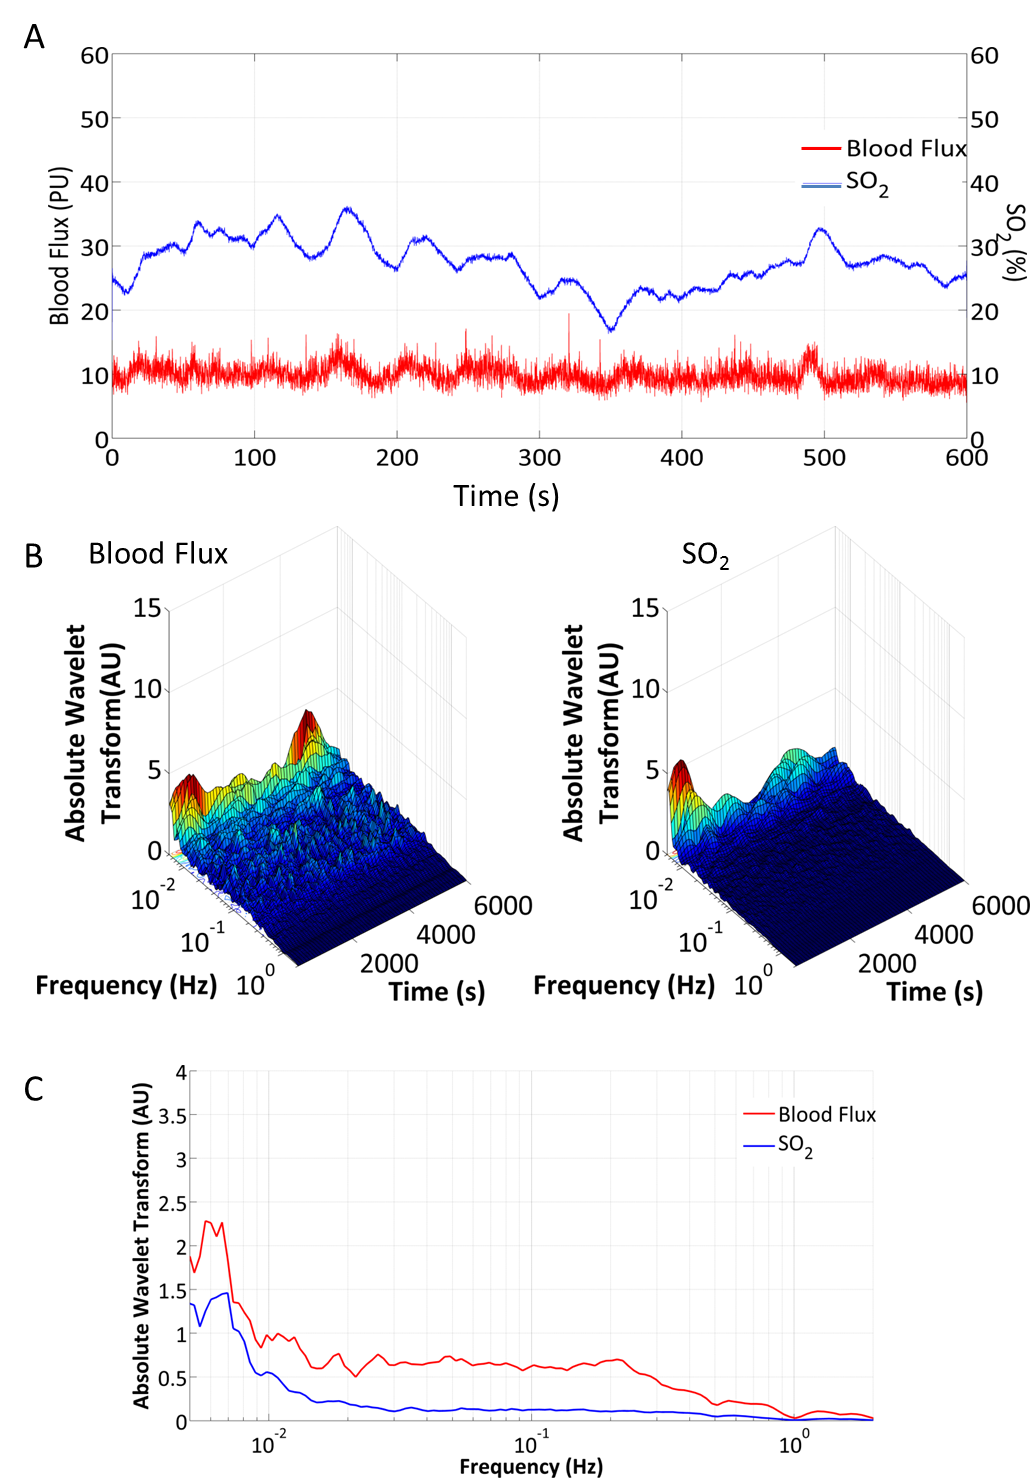 A
60
50
40
30
20
10
0
Blood Flux (PU)
60
50
40
30
20
10
0
SO2 (%)
Blood Flux
SO2
0 100 200 300 400 500 600
Time (s)
B
Blood Flux
15
10
5
0
Absolute Wavelet
Transform(AU)
10-2
10-1
100
Frequency (Hz)
2000
4000
6000
Time (s)
SO2
15
10
5
0
Absolute Wavelet
Transform(AU)
10-2
10-1
100
Frequency (Hz)
2000
4000
6000
Time (s)
C
4
3.5
3
2.5
2
1.5
1
0.5
0
Absolute Wavelet Transform (AU)
Blood Flux
SO2
10-2 10-1 100
Frequency (Hz)